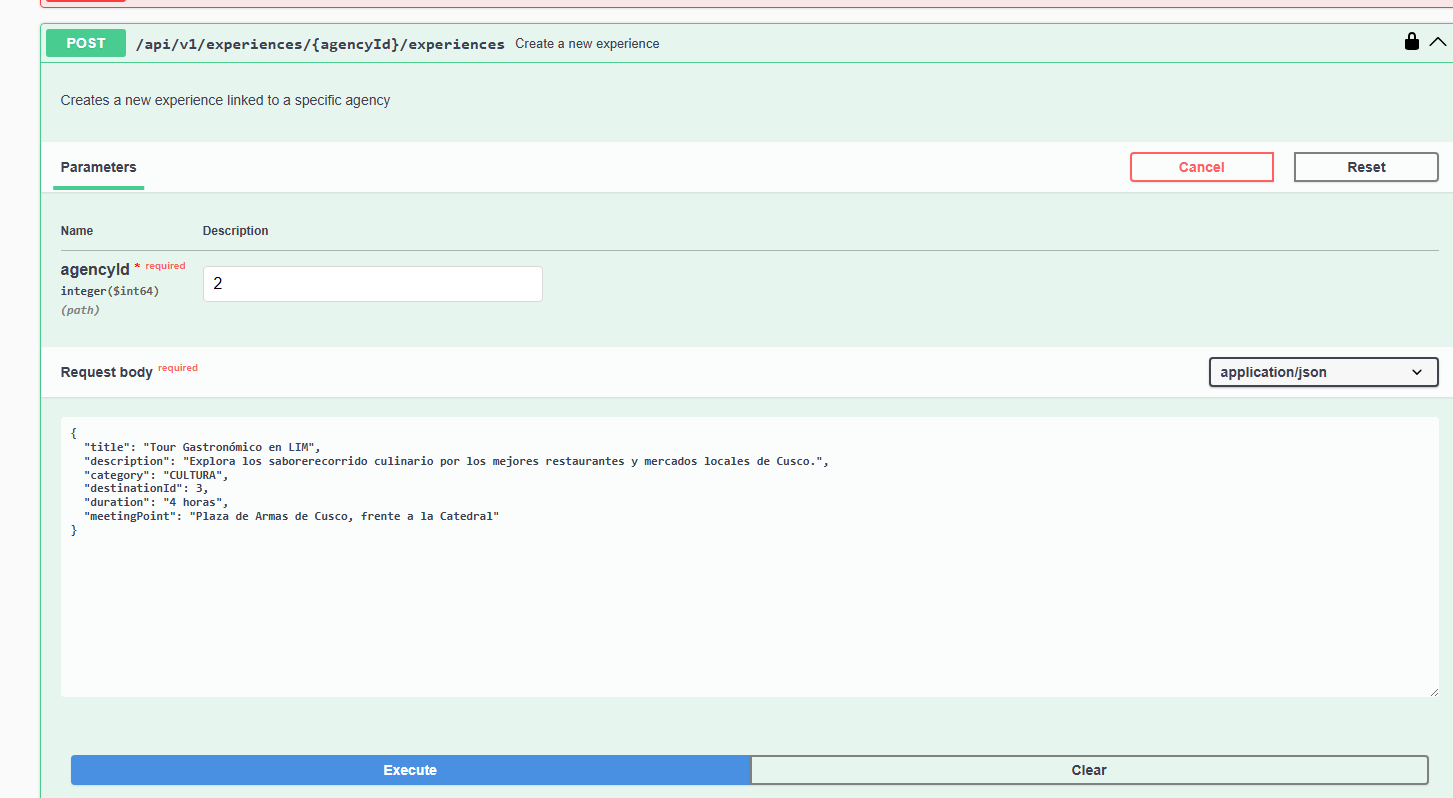 POST /api/v1/experiences/{agencyId}/experiences Create a new experience
Creates a new experience linked to a specific agency
Parameters Cancel Reset
Name Description
agencyId * required 2
integer($int64)
(path)
Request body required application/json
{
  "title": "Tour Gastronómico en LIM",
  "description": "Explora los saborerecorrido culinario por los mejores restaurantes y mercados locales de Cusco.",
  "category": "CULTURA",
  "destinationId": 3,
  "duration": "4 horas",
  "meetingPoint": "Plaza de Armas de Cusco, frente a la Catedral"
}
Execute Clear